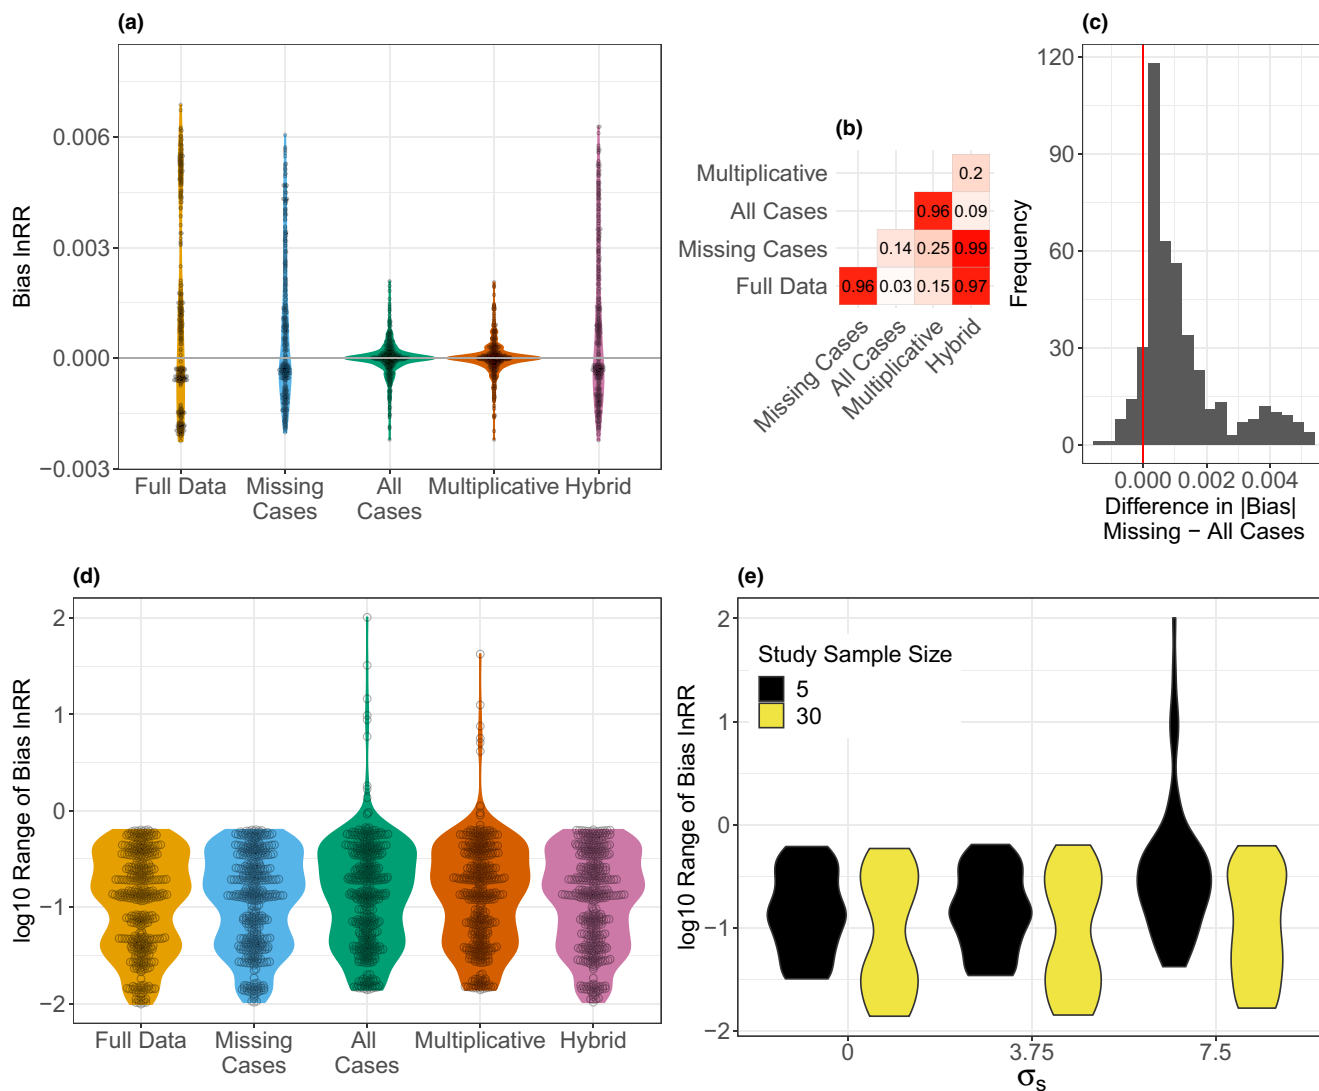 (a)
Bias lnRR
0.006
0.003
0.000
−0.003
Full Data
Missing
Cases
All
Cases
Multiplicative
Hybrid
(b)
Multiplicative
All Cases
Missing Cases
Full Data
0.2
0.96 0.09
0.14 0.25 0.99
0.96 0.03 0.15 0.97
Missing Cases
All Cases
Multiplicative
Hybrid
(c)
Frequency
120
90
60
30
0
0.000 0.002 0.004
Difference in |Bias|
Missing − All Cases
(d)
log10 Range of Bias lnRR
2
1
0
−1
−2
Full Data
Missing
Cases
All
Cases
Multiplicative
Hybrid
(e)
log10 Range of Bias lnRR
2
1
0
−1
−2
Study Sample Size
5
30
0 3.75 7.5
σs